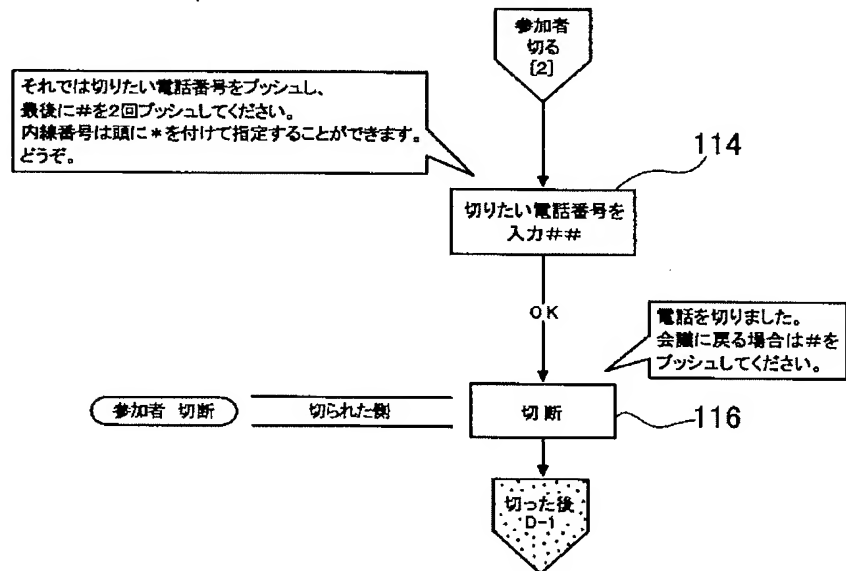 参加者
切る
[2]
それでは切りたい電話番号をプッシュし、
最後に#を2回プッシュしてください。
内線番号は頭に*を付けて指定することができます。
どうぞ。
114
切りたい電話番号を
入力##
OK
電話を切りました。
会議に戻る場合は#を
プッシュしてください。
参加者 切断
切られた側
切断
116
切った後
D-1